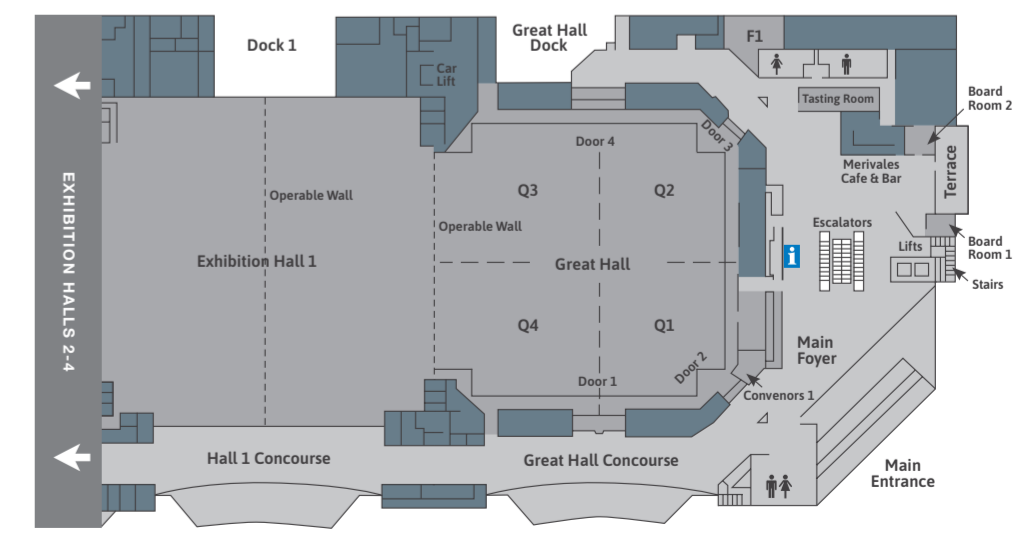 Dock 1
Great Hall
Dock
F1
Car
Lift
Tasting Room
Board
Room 2
Door 3
Door 4
Merivales
Cafe & Bar
Terrace
EXHIBITION HALLS 2-4
Operable Wall
Q3
Q2
Operable Wall
Escalators
Lifts
Board
Room 1
Exhibition Hall 1
Great Hall
i
Stairs
Q4
Q1
Main
Foyer
Door 2
Door 1
Convenors 1
Hall 1 Concourse
Great Hall Concourse
Main
Entrance